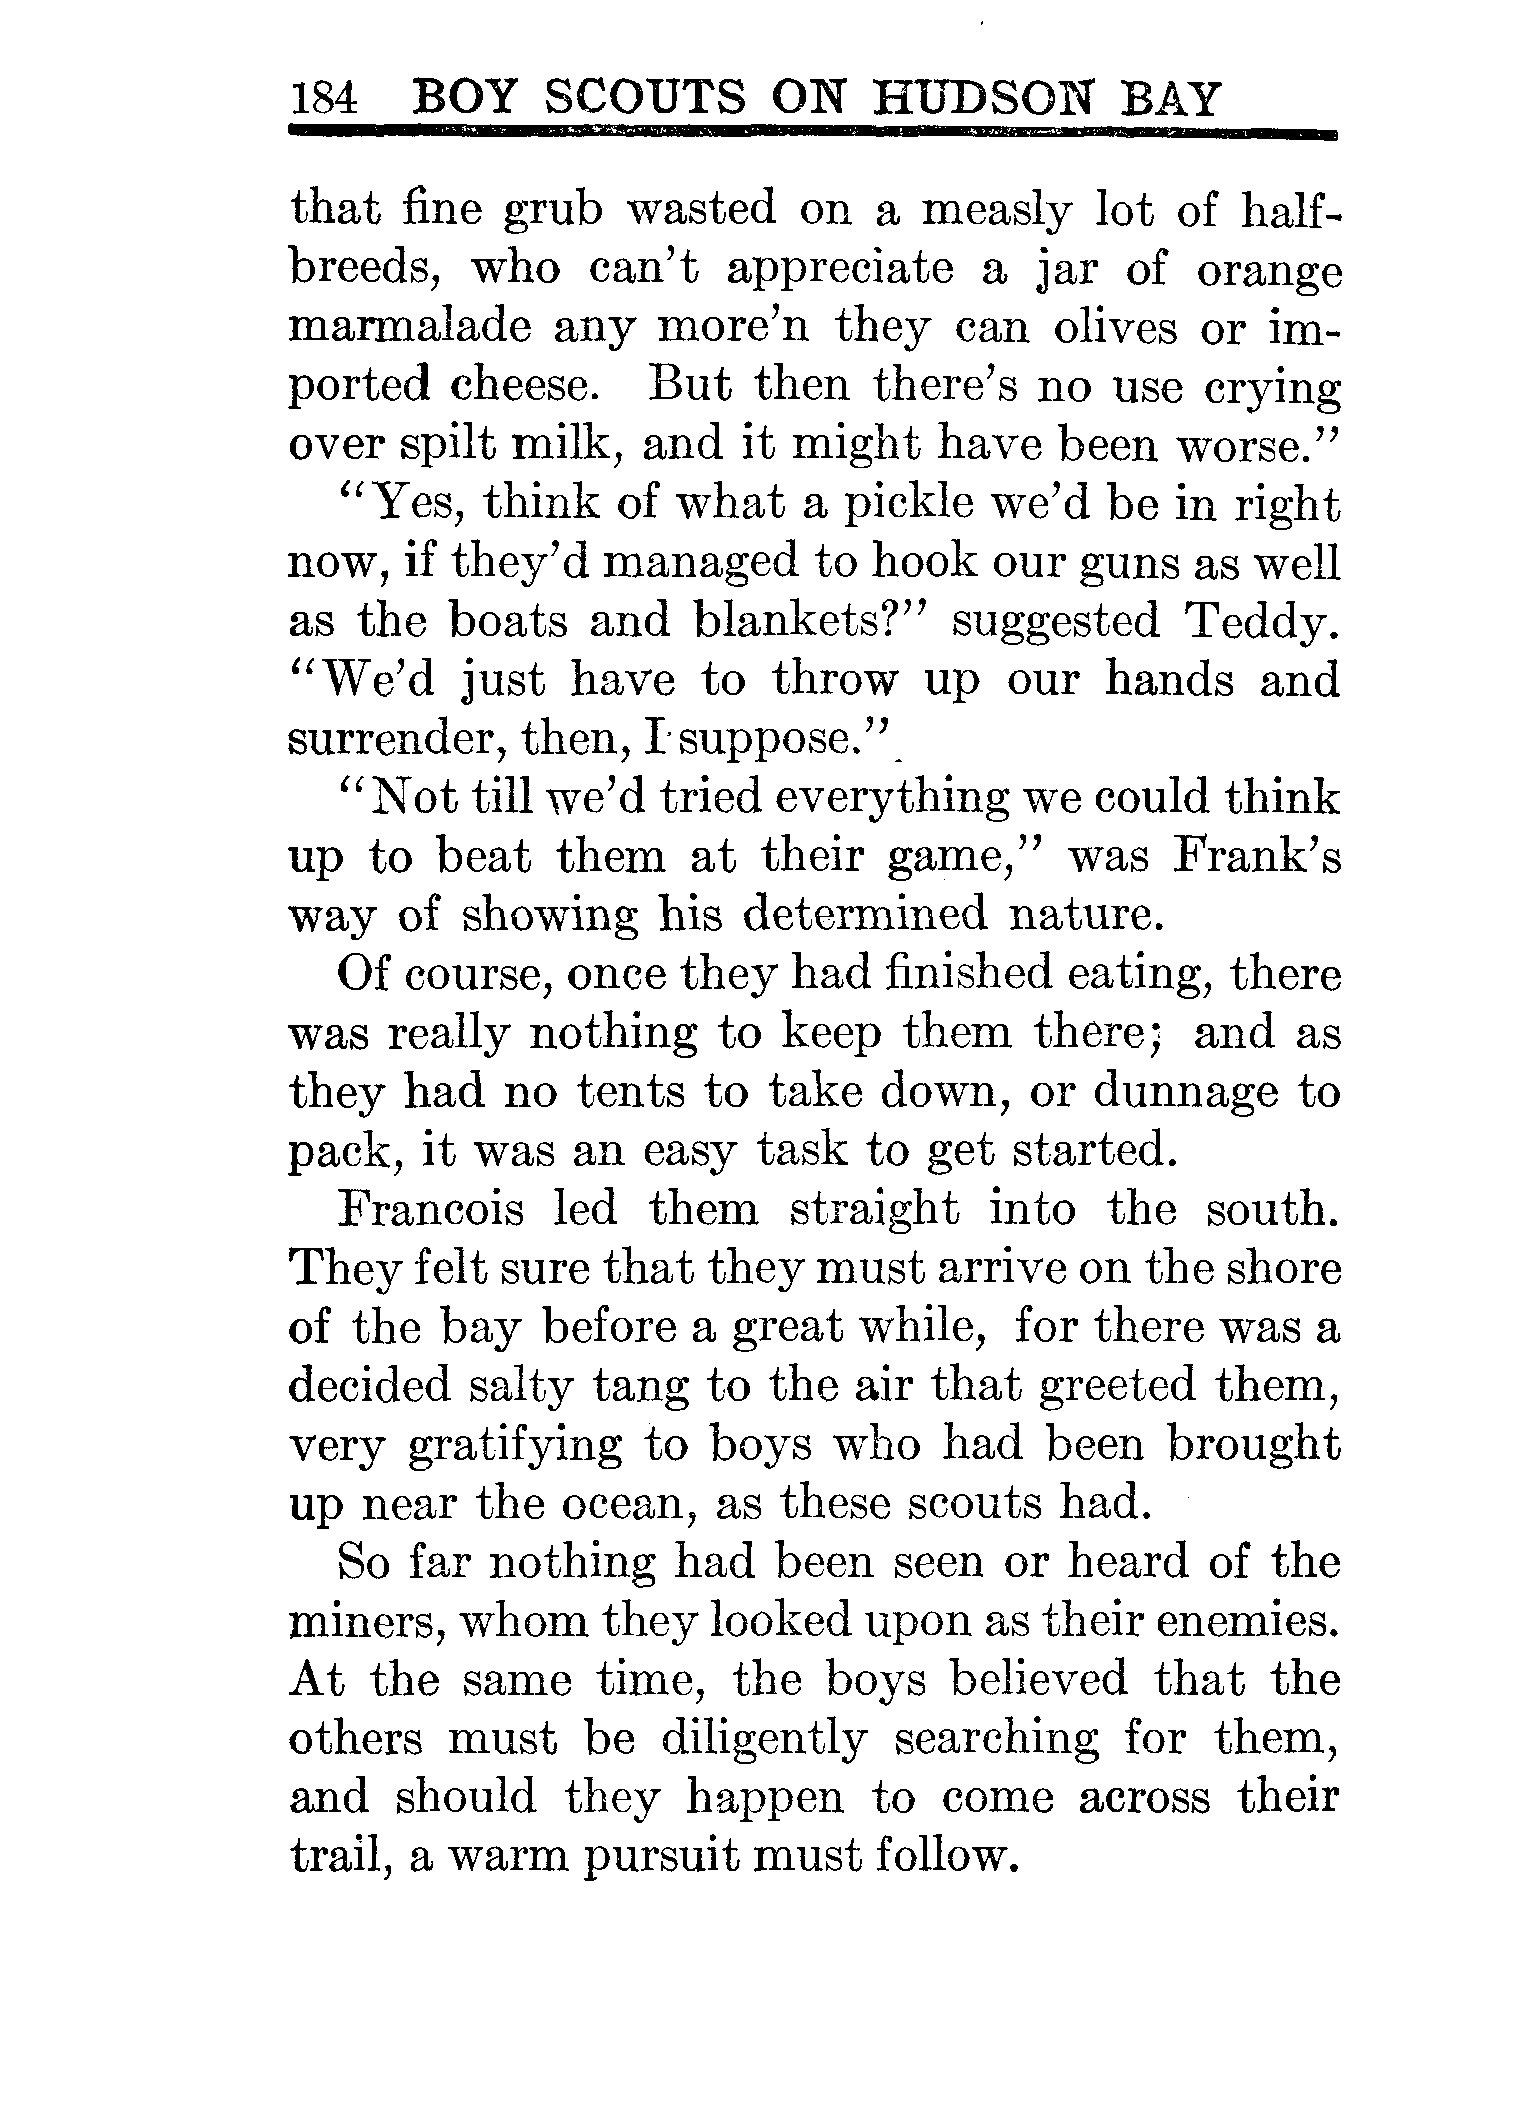 184 BOY SCOUTS ON HUDSON BAY
that fine grub wasted on a measly lot of half-
breeds, who can't appreciate a jar of orange
marmalade any more'n they can olives or im-
ported cheese. But then there's no use crying
over spilt milk, and it might have been worse."
"Yes, think of what a pickle we'd be in right
now, if they'd managed to hook our guns as well
as the boats and blankets?" suggested Teddy.
"We'd just have to throw up our hands and
surrender, then, I suppose."
"Not till we'd tried everything we could think
up to beat them at their game," was Frank's
way of showing his determined nature.
Of course, once they had finished eating, there
was really nothing to keep them there; and as
they had no tents to take down, or dunnage to
pack, it was an easy task to get started.
Francois led them straight into the south.
They felt sure that they must arrive on the shore
of the bay before a great while, for there was a
decided salty tang to the air that greeted them,
very gratifying to boys who had been brought
up near the ocean, as these scouts had.
So far nothing had been seen or heard of the
miners, whom they looked upon as their enemies.
At the same time, the boys believed that the
others must be diligently searching for them,
and should they happen to come across their
trail, a warm pursuit must follow.